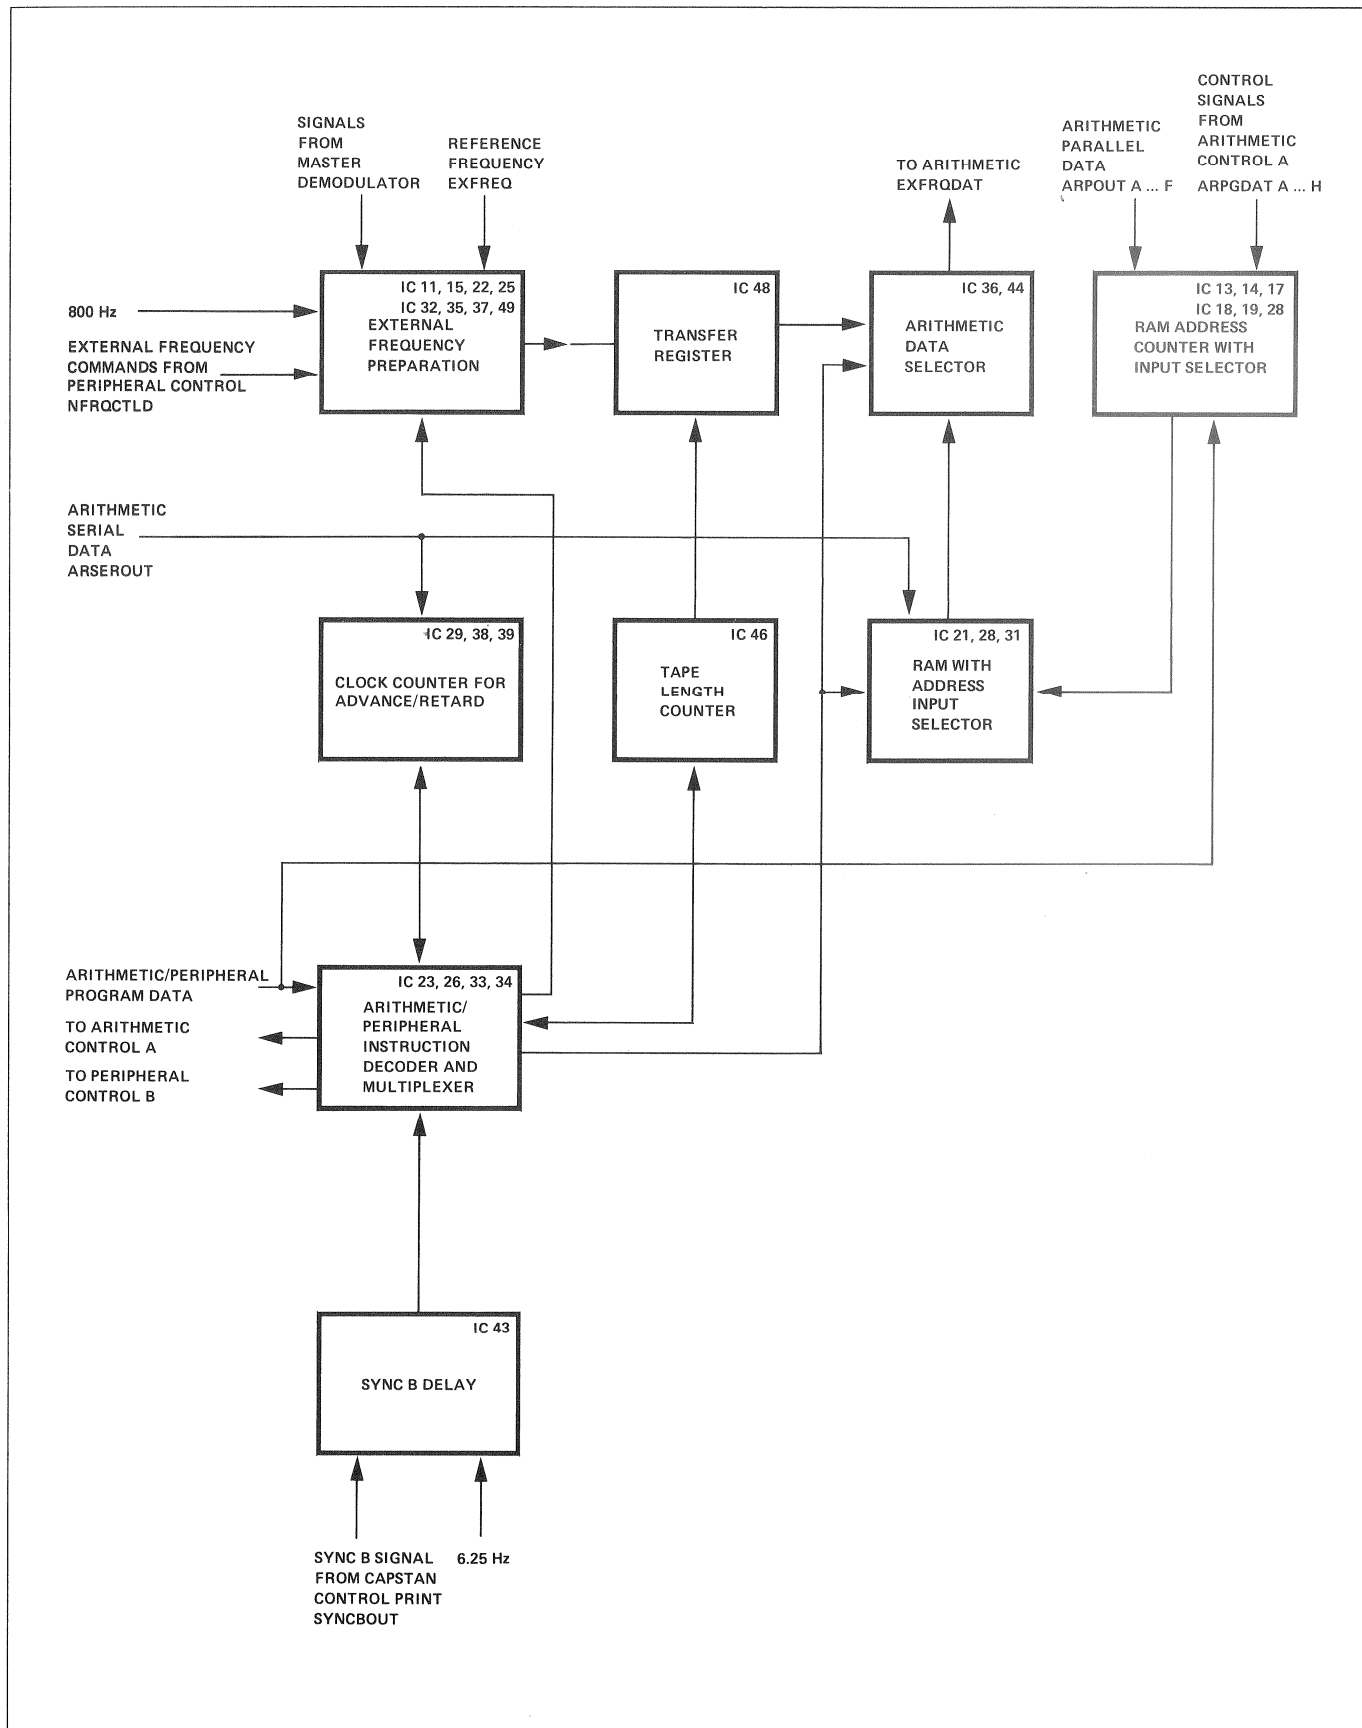 CONTROL
SIGNALS
FROM
ARITHMETIC
CONTROL A
ARPGDAT A ... H
ARITHMETIC
PARALLEL
DATA
ARPOUT A ... F
SIGNALS
FROM
MASTER
DEMODULATOR
REFERENCE
FREQUENCY
EXFREQ
TO ARITHMETIC
EXFRQDAT
800 Hz
EXTERNAL FREQUENCY
COMMANDS FROM
PERIPHERAL CONTROL
NFRQCTLD
IC 11, 15, 22, 25
IC 32, 35, 37, 49
EXTERNAL
FREQUENCY
PREPARATION
IC 48
TRANSFER
REGISTER
IC 36, 44
ARITHMETIC
DATA
SELECTOR
IC 13, 14, 17
IC 18, 19, 28
RAM ADDRESS
COUNTER WITH
INPUT SELECTOR
ARITHMETIC
SERIAL
DATA
ARSEROUT
IC 29, 38, 39
CLOCK COUNTER FOR
ADVANCE/RETARD
IC 46
TAPE
LENGTH
COUNTER
IC 21, 28, 31
RAM WITH
ADDRESS
INPUT
SELECTOR
ARITHMETIC/PERIPHERAL
PROGRAM DATA
TO ARITHMETIC
CONTROL A
TO PERIPHERAL
CONTROL B
IC 23, 26, 33, 34
ARITHMETIC/
PERIPHERAL
INSTRUCTION
DECODER AND
MULTIPLEXER
IC 43
SYNC B DELAY
SYNC B SIGNAL
FROM CAPSTAN
CONTROL PRINT
SYNCBOUT
6.25 Hz